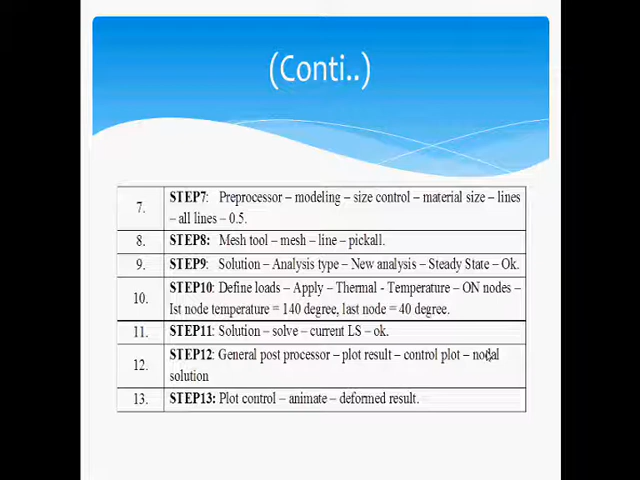 (Conti..)
7. STEP7: Preprocessor – modeling – size control – material size – lines
– all lines – 0.5.
8. STEP8: Mesh tool – mesh – line – pickall.
9. STEP9: Solution – Analysis type – New analysis – Steady State – Ok.
10. STEP10: Define loads – Apply – Thermal - Temperature – ON nodes –
Ist node temperature = 140 degree, last node = 40 degree.
11. STEP11: Solution – solve – current LS – ok.
12. STEP12: General post processor – plot result – control plot – nodal
solution
13. STEP13: Plot control – animate – deformed result.